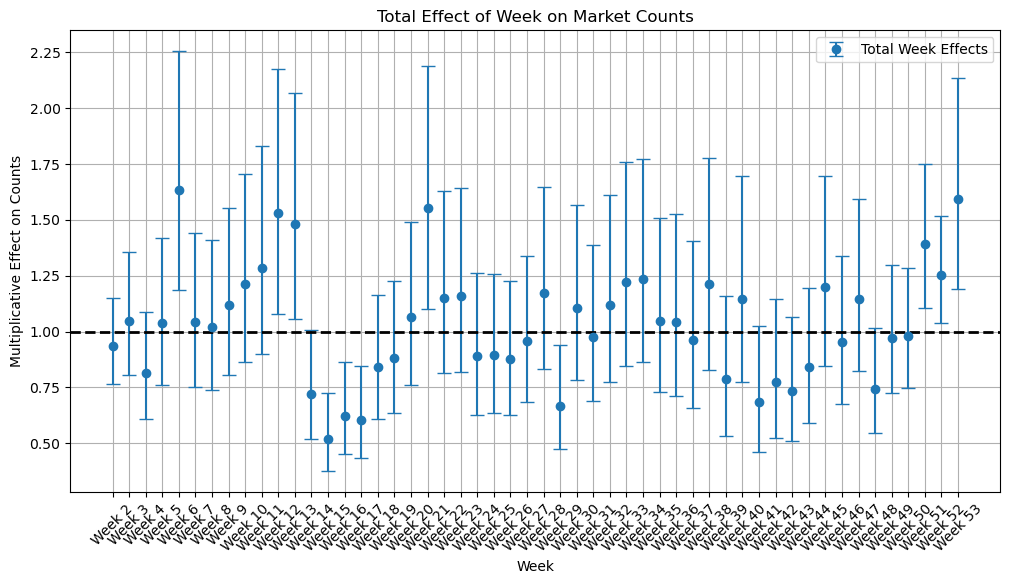 Total Effect of Week on Market Counts
Total Week Effects
Multiplicative Effect on Counts
2.25
2.00
1.75
1.50
1.25
1.00
0.75
0.50
Week 2
Week 3
Week 4
Week 5
Week 6
Week 7
Week 8
Week 9
Week 10
Week 11
Week 12
Week 13
Week 14
Week 15
Week 16
Week 17
Week 18
Week 19
Week 20
Week 21
Week 22
Week 23
Week 24
Week 25
Week 26
Week 27
Week 28
Week 29
Week 30
Week 31
Week 32
Week 33
Week 34
Week 35
Week 36
Week 37
Week 38
Week 39
Week 40
Week 41
Week 42
Week 43
Week 44
Week 45
Week 46
Week 47
Week 48
Week 49
Week 50
Week 51
Week 52
Week 53
Week